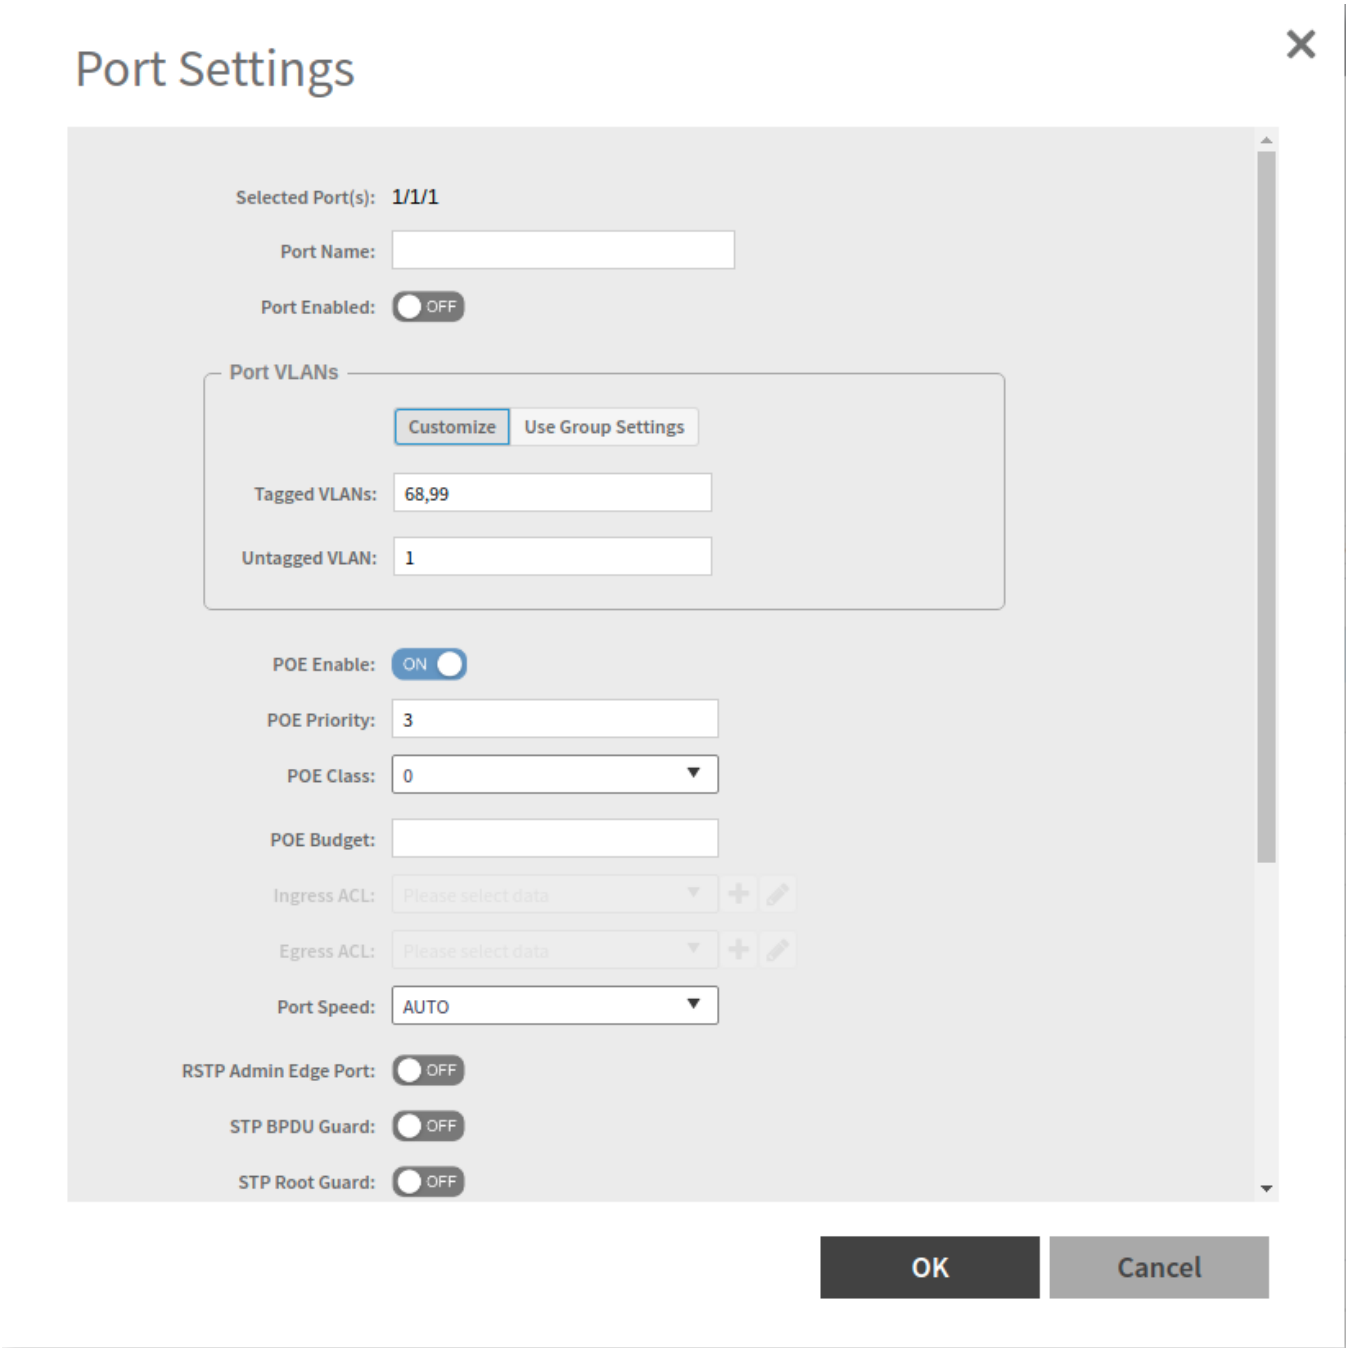 Port Settings
Selected Port(s): 1/1/1
Port Name:
Port Enabled: OFF
Port VLANs
Customize Use Group Settings
Tagged VLANs: 68,99
Untagged VLAN: 1
POE Enable: ON
POE Priority: 3
POE Class: 0
POE Budget:
Ingress ACL: Please select data
Egress ACL: Please select data
Port Speed: AUTO
RSTP Admin Edge Port: OFF
STP BPDU Guard: OFF
STP Root Guard: OFF
OK Cancel